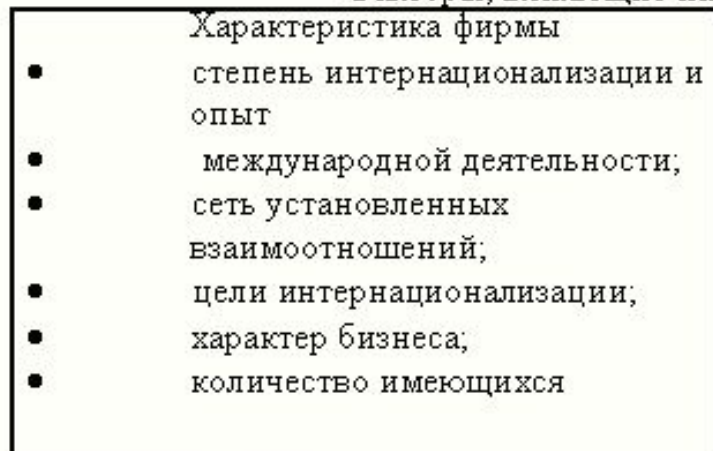 Характеристика фирмы
• степень интернационализации и
опыт
• международной деятельности;
• сеть установленных
взаимоотношений;
• цели интернационализации;
• характер бизнеса;
• количество имеющихся